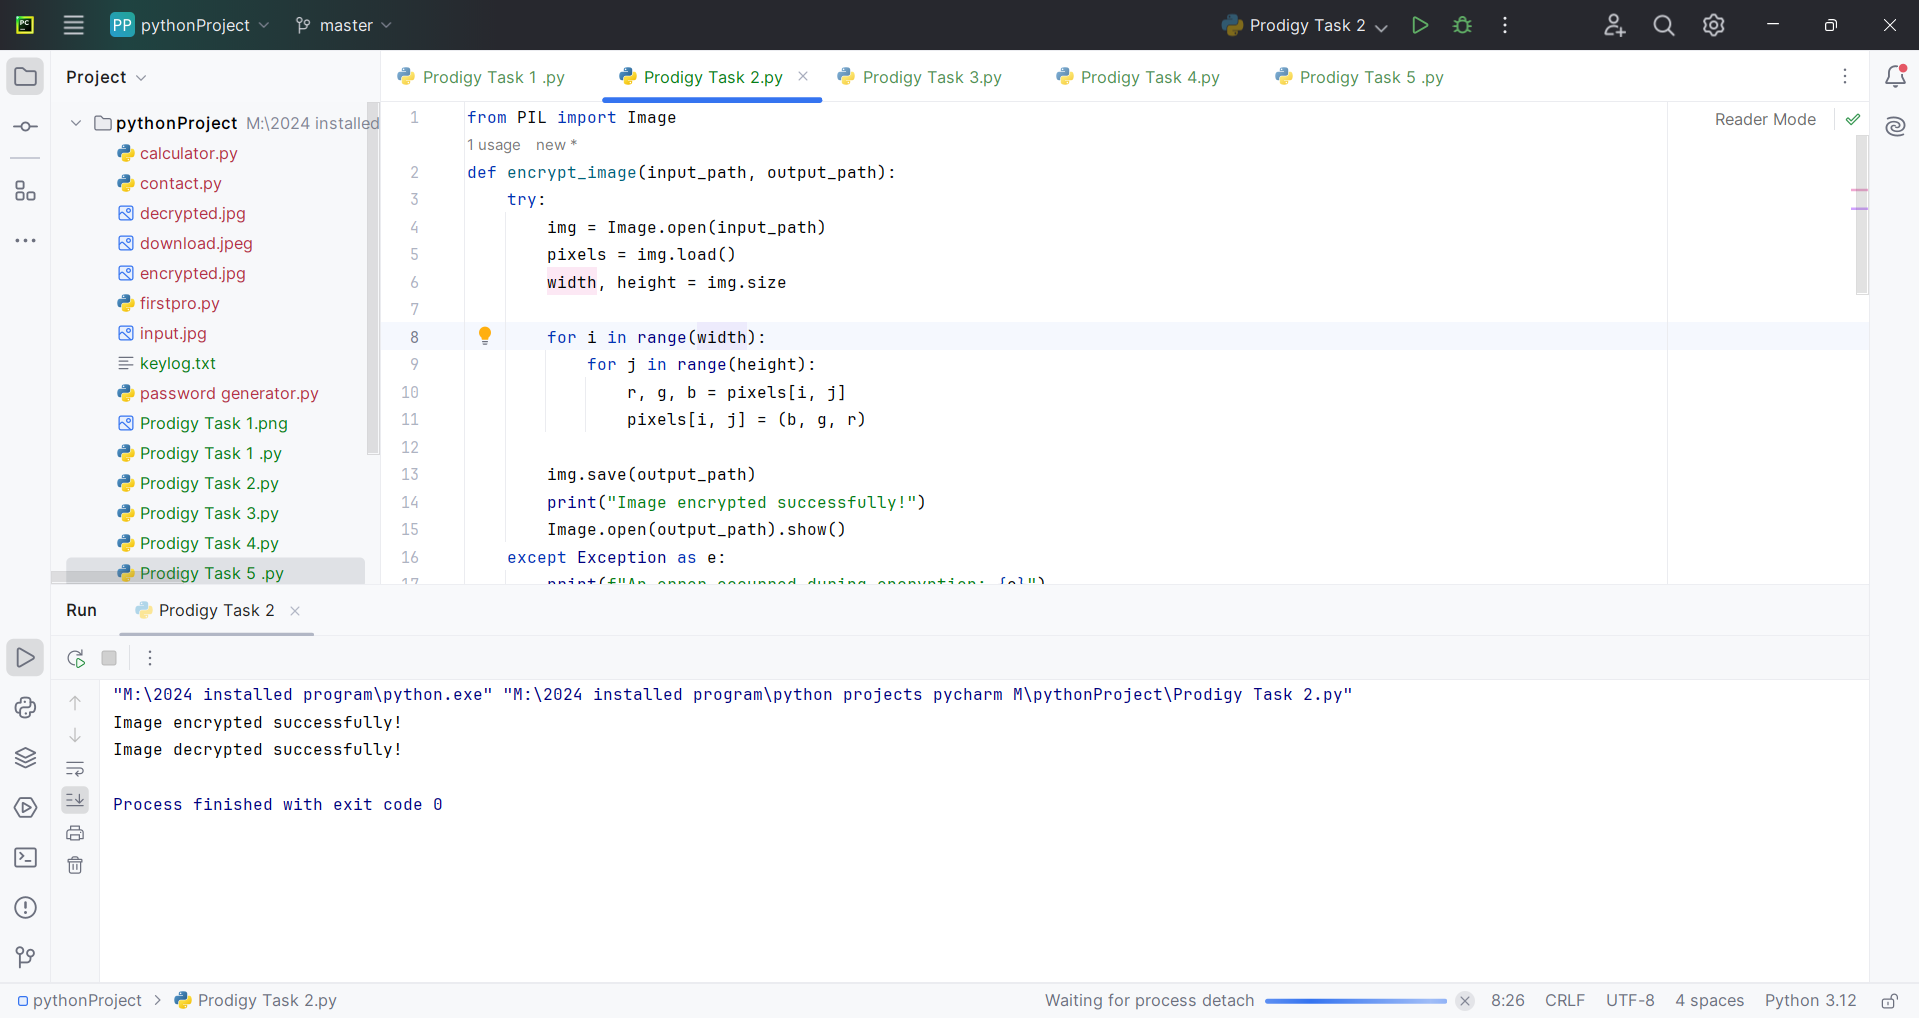 PP pythonProject master Prodigy Task 2
Project
Prodigy Task 1 .py Prodigy Task 2.py Prodigy Task 3.py Prodigy Task 4.py Prodigy Task 5 .py
pythonProject M:\2024 installed
calculator.py
contact.py
decrypted.jpg
download.jpeg
encrypted.jpg
firstpro.py
input.jpg
keylog.txt
password generator.py
Prodigy Task 1.png
Prodigy Task 1 .py
Prodigy Task 2.py
Prodigy Task 3.py
Prodigy Task 4.py
Prodigy Task 5 .py
Reader Mode
1 from PIL import Image
1 usage new *
2 def encrypt_image(input_path, output_path):
3 try:
4 img = Image.open(input_path)
5 pixels = img.load()
6 width, height = img.size
7
8 for i in range(width):
9 for j in range(height):
10 r, g, b = pixels[i, j]
11 pixels[i, j] = (b, g, r)
12
13 img.save(output_path)
14 print("Image encrypted successfully!")
15 Image.open(output_path).show()
16 except Exception as e:
17 print(f"An error occurred during encryption: {e}")
Run Prodigy Task 2
"M:\2024 installed program\python.exe" "M:\2024 installed program\python projects pycharm M\pythonProject\Prodigy Task 2.py"
Image encrypted successfully!
Image decrypted successfully!
Process finished with exit code 0
pythonProject Prodigy Task 2.py Waiting for process detach 8:26 CRLF UTF-8 4 spaces Python 3.12